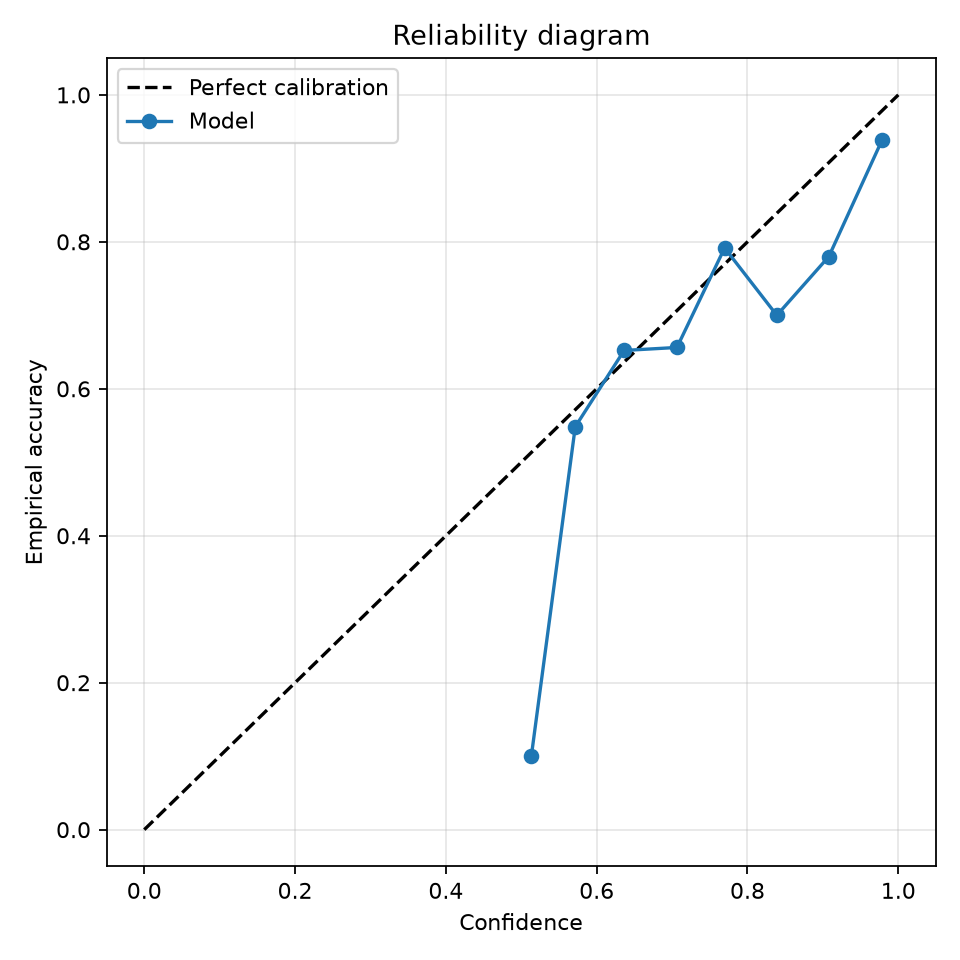 Reliability diagram
Perfect calibration
Model
1.0
0.8
0.6
0.4
0.2
0.0
Empirical accuracy
0.0 0.2 0.4 0.6 0.8 1.0
Confidence